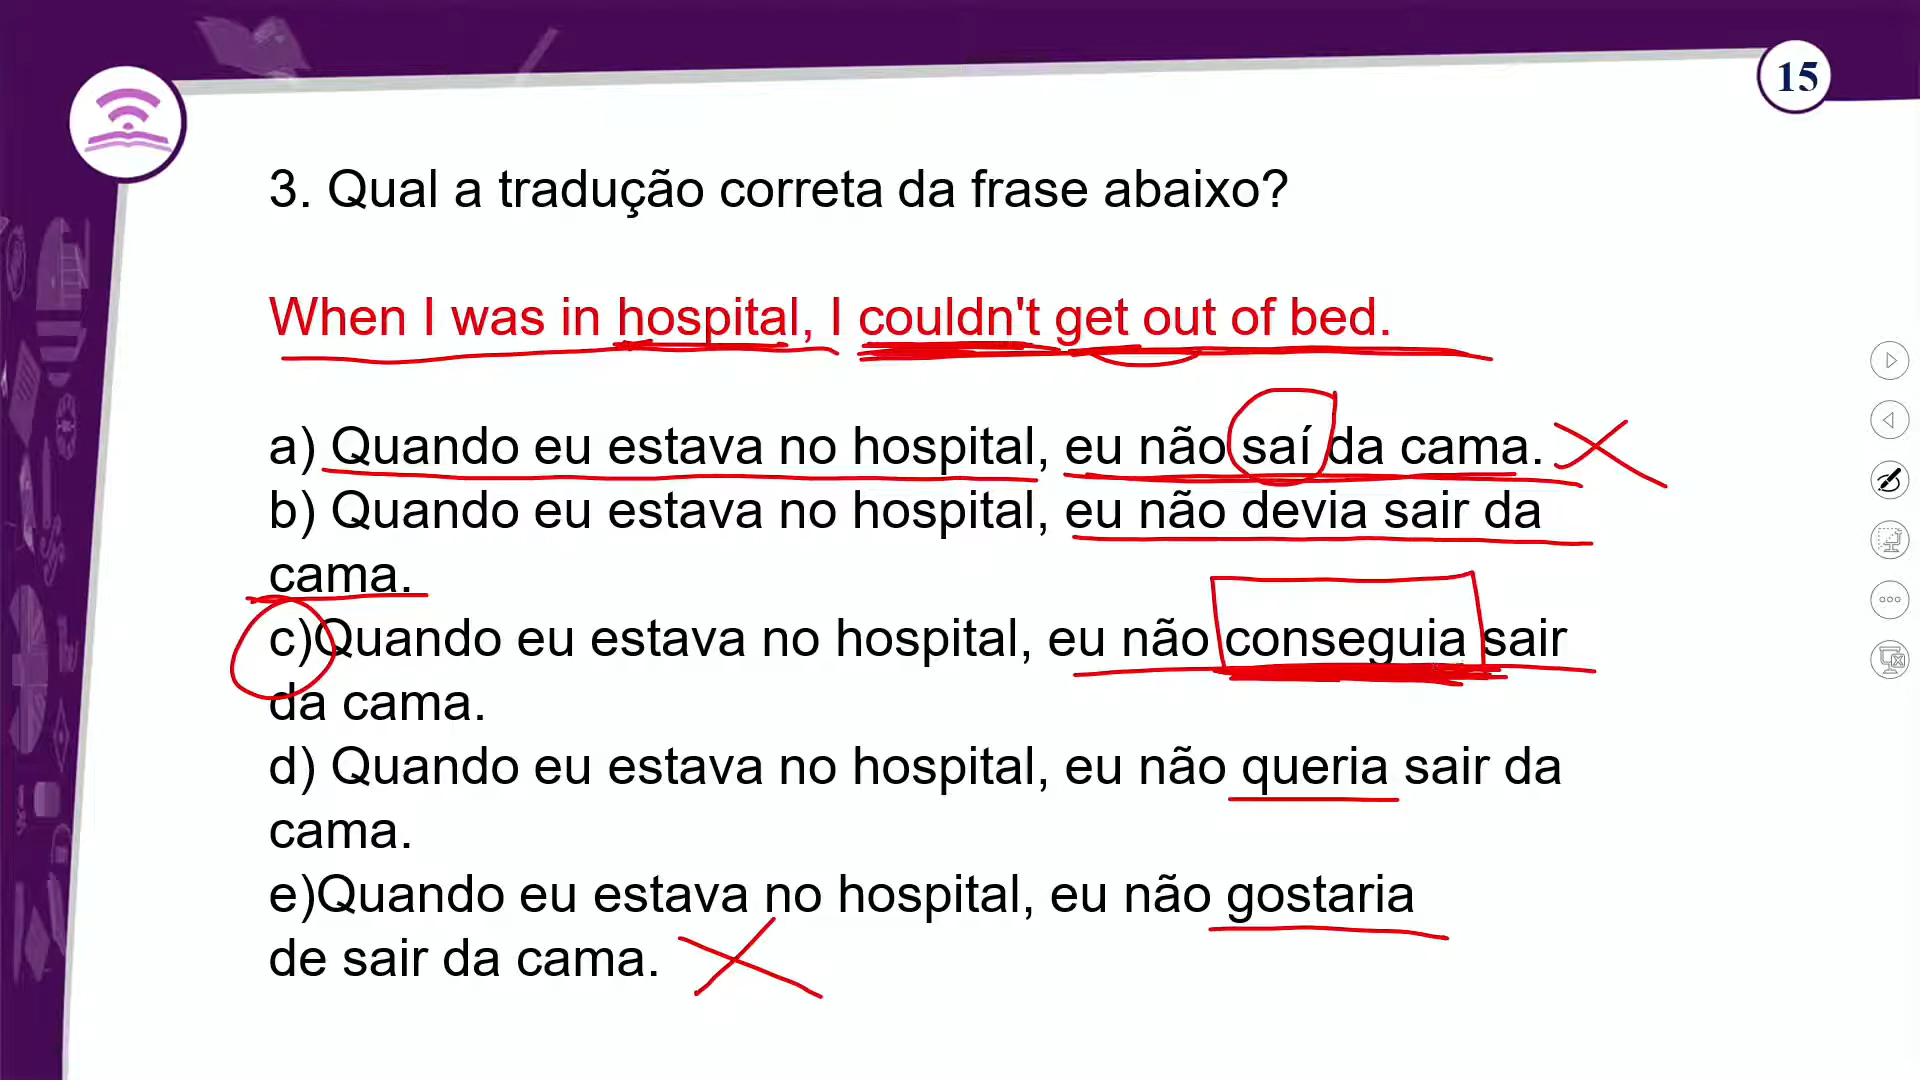 15
3. Qual a tradução correta da frase abaixo?
When I was in hospital, I couldn't get out of bed.
a) Quando eu estava no hospital, eu não saí da cama.
b) Quando eu estava no hospital, eu não devia sair da
cama.
c)Quando eu estava no hospital, eu não conseguia sair
da cama.
d) Quando eu estava no hospital, eu não queria sair da
cama.
e)Quando eu estava no hospital, eu não gostaria
de sair da cama.